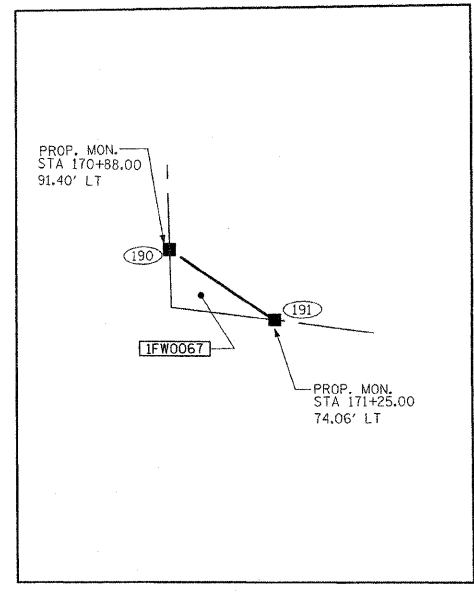 PROP. MON.
STA 170+88.00
91.40' LT
190
191
1FW0067
PROP. MON.
STA 171+25.00
74.06' LT